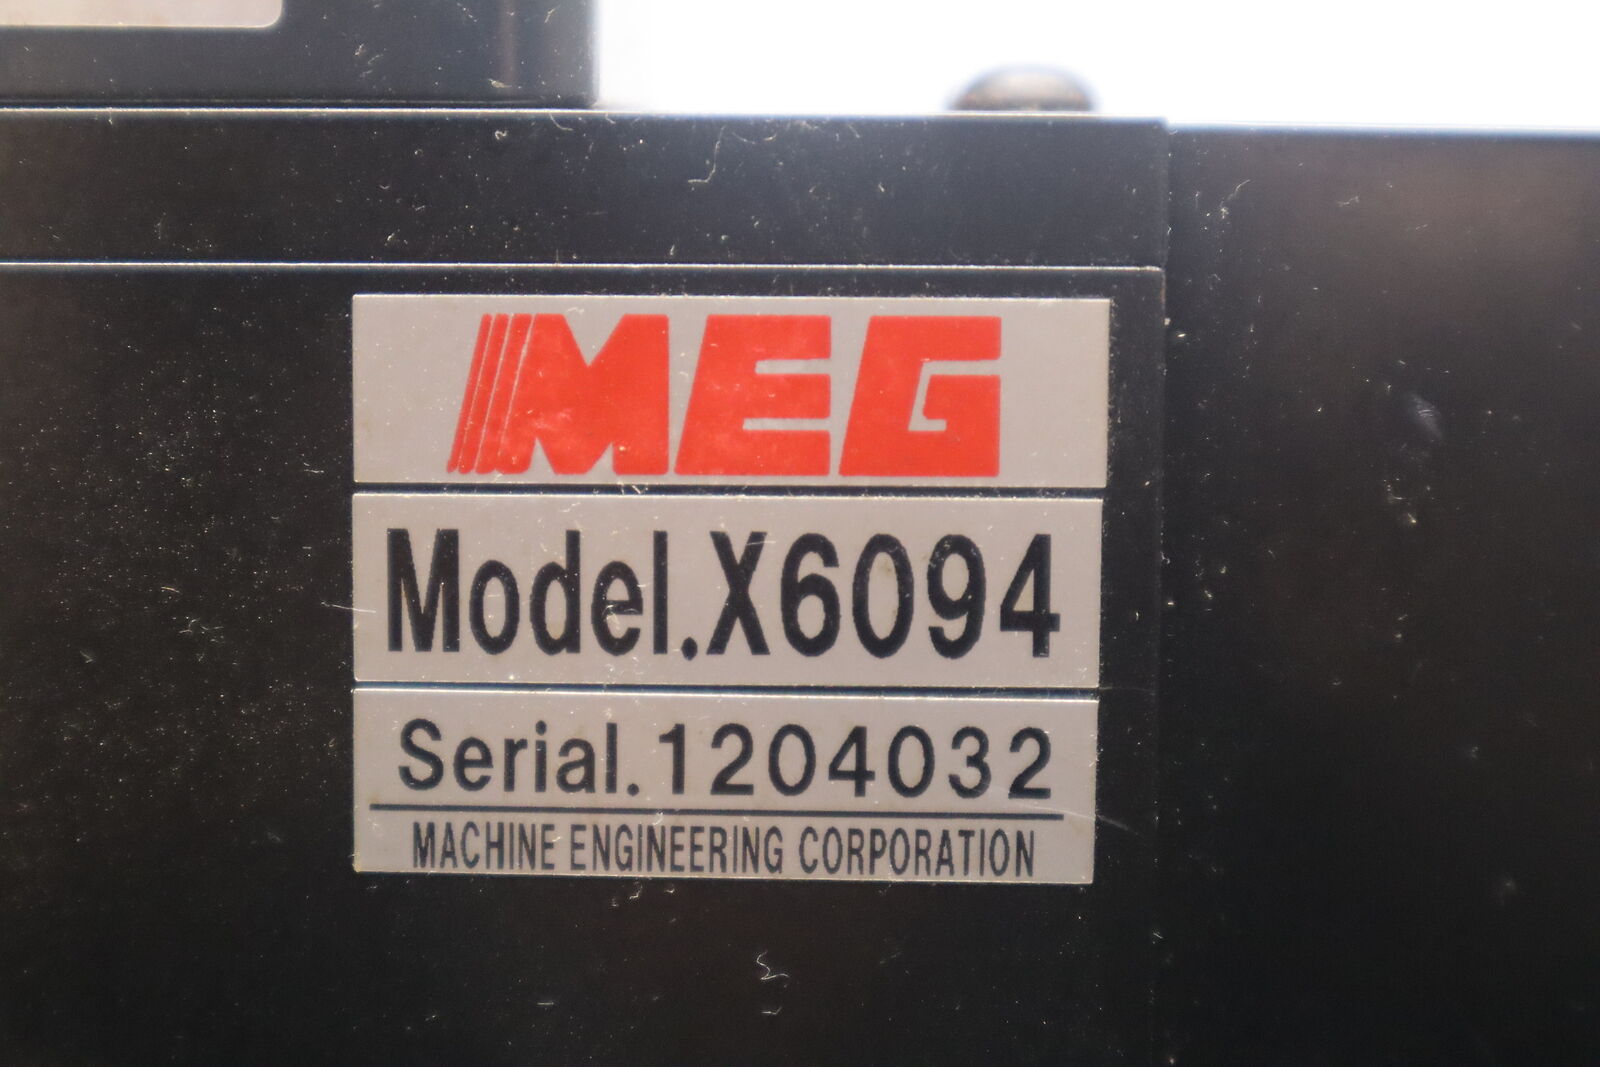 MEG
Model.X6094
Serial.1204032
MACHINE ENGINEERING CORPORATION